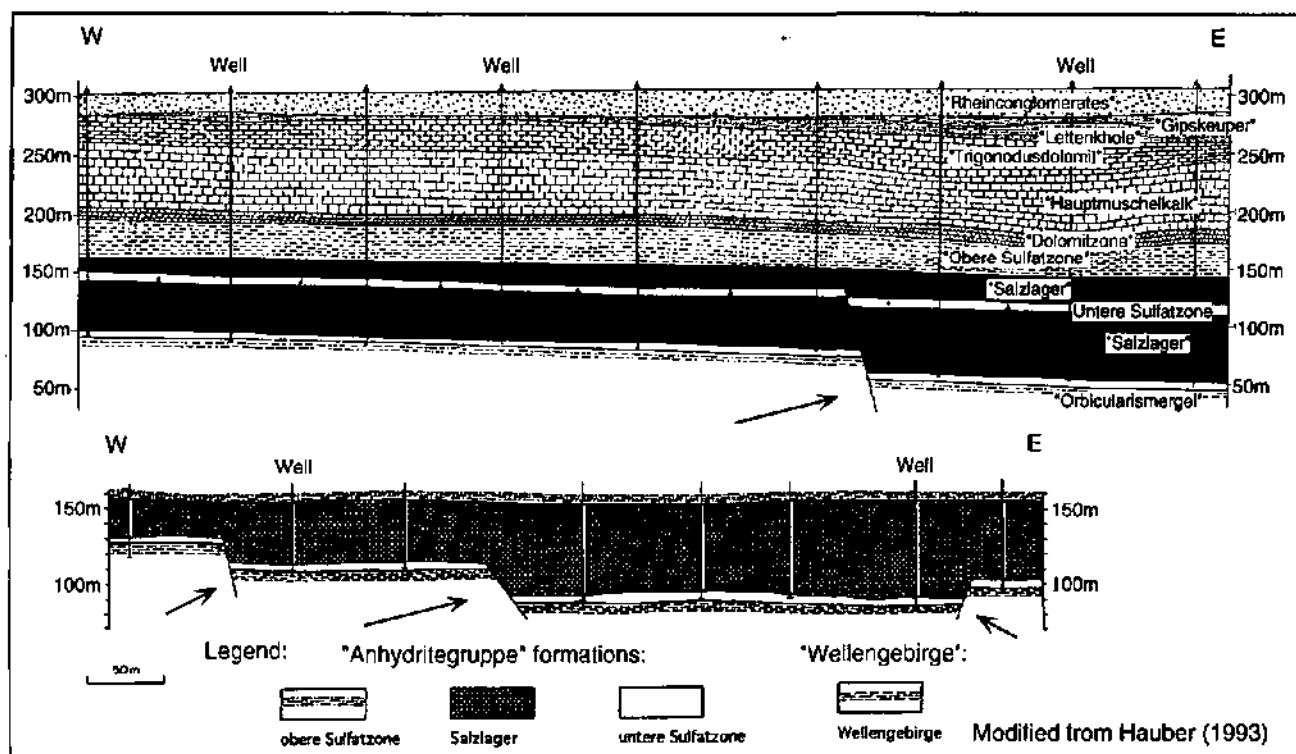 W
E
Well
Well
Well
300m
300m
"Rheinconglomerates"
"Gipskeuper"
"Lettenkhole"
250m
250m
"Trigonodusdolomit"
200m
200m
"Hauptmuschelkalk"
"Dolomitzona"
"Obere Sulfatzone"
150m
150m
"Salzlager"
Untere Sulfatzone
100m
100m
"Salzlager"
50m
50m
"Orbicularismergel"
W
E
Well
Well
150m
150m
100m
100m
Legend: "Anhydritegruppe" formations: "Wellengebirge":
50m
obere Sulfatzone
Salzlager
untere Sulfatzone
Wellengebirge
Modified from Hauber (1993)